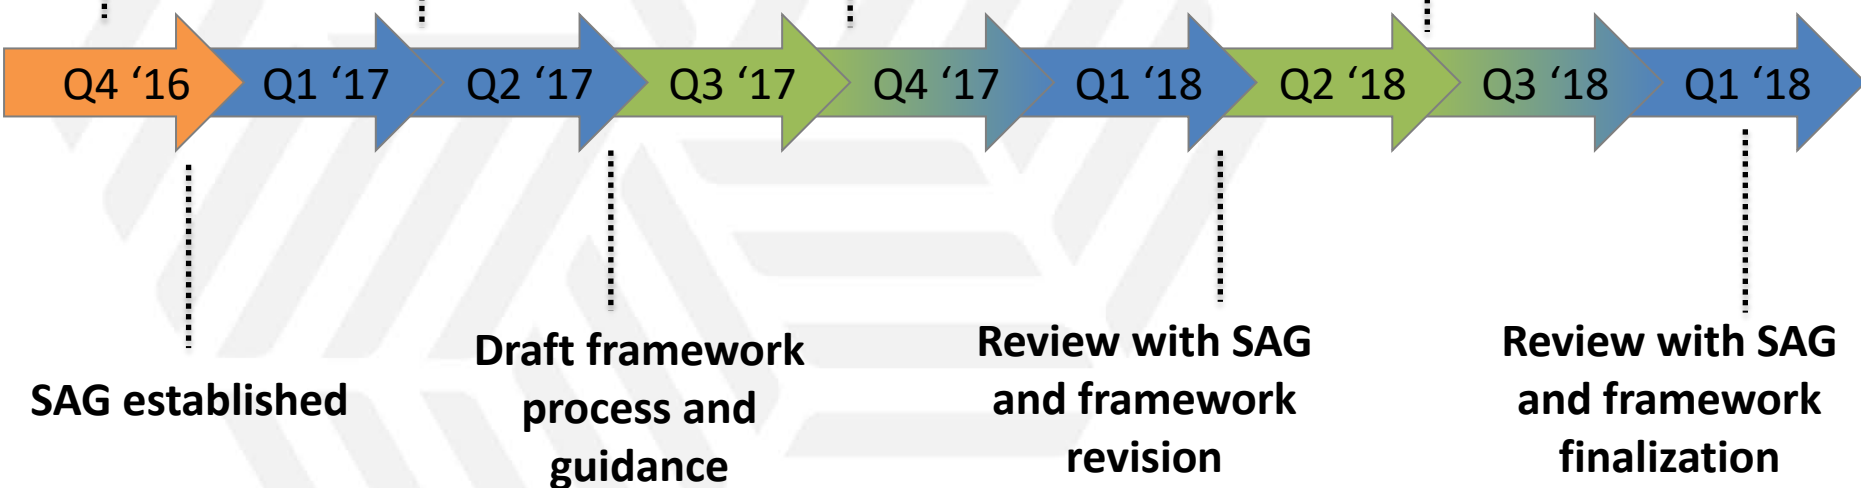 Q4 ‘16 Q1 ‘17 Q2 ‘17 Q3 ‘17 Q4 ‘17 Q1 ‘18 Q2 ‘18 Q3 ‘18 Q1 ‘18
SAG established
Draft framework
process and
guidance
Review with SAG
and framework
revision
Review with SAG
and framework
finalization